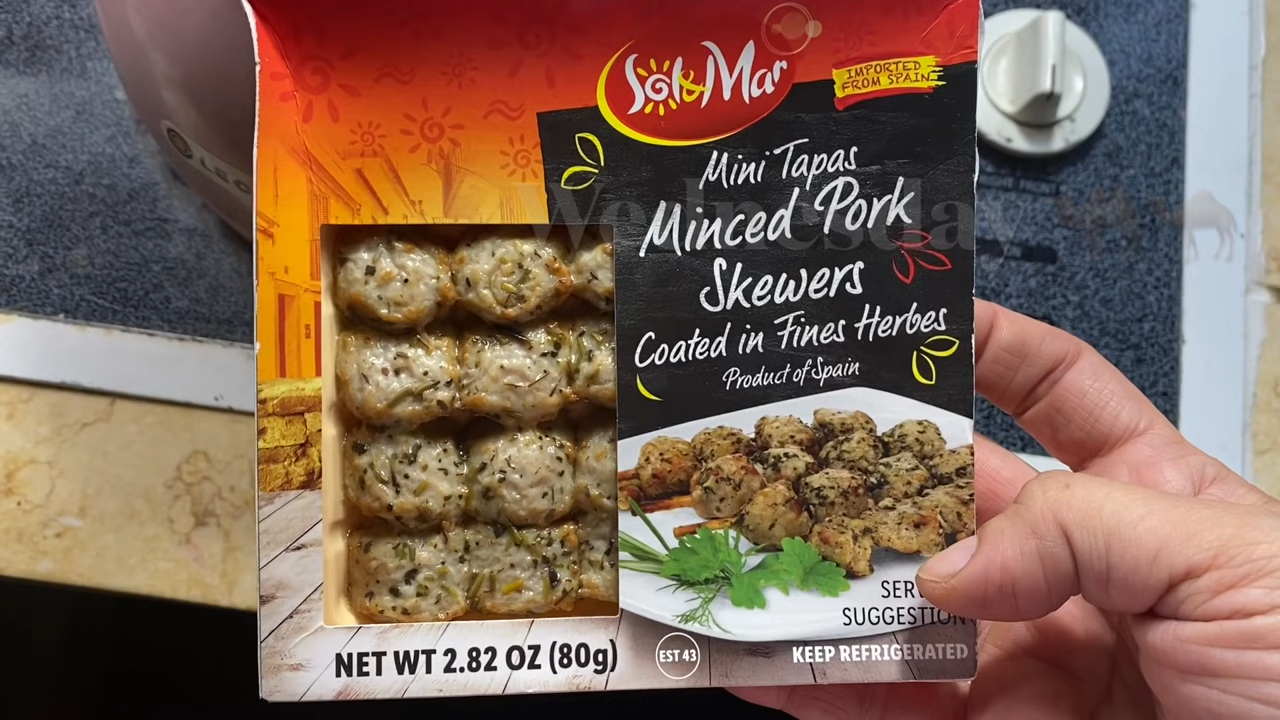 Sol&Mar
IMPORTED
FROM SPAIN
Mini Tapas
Minced Pork
Skewers
Coated in Fines Herbes
Product of Spain
Wednesday
SUGGESTION
NET WT 2.82 OZ (80g)
EST 43
KEEP REFRIGERATED